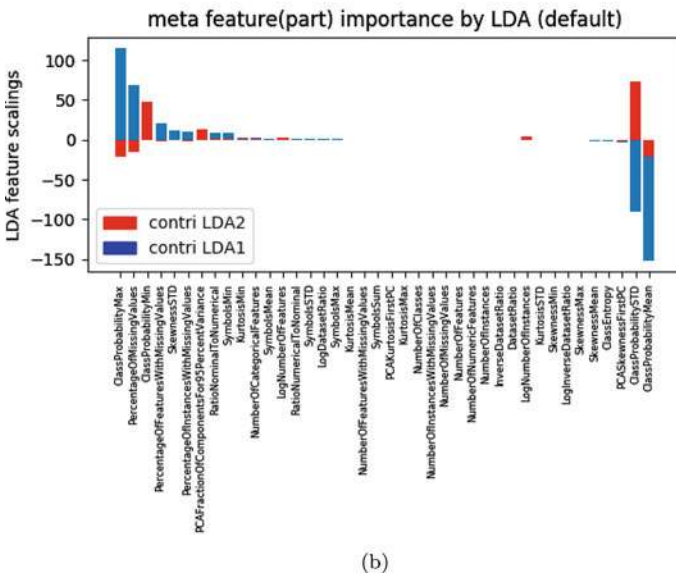 meta feature(part) importance by LDA (default)
LDA feature scalings
100
50
0
−50
−100
−150
contri LDA2
contri LDA1
ClassProbabilityMax
PercentageOfMissingValues
ClassProbabilityMin
PercentageOfFeaturesWithMissingValues
SkewnessSTD
PercentageOfInstancesWithMissingValues
PCAFractionOfComponentsFor95PercentVariance
RatioNominalToNumerical
SymbolsMin
KurtosisMin
NumberOfCategoricalFeatures
SymbolsMean
LogNumberOfFeatures
RatioNumericalToNominal
SymbolsSTD
LogDatasetRatio
SymbolsMax
KurtosisMean
NumberOfFeaturesWithMissingValues
SymbolsSum
PCAKurtosisFirstPC
KurtosisMax
NumberOfClasses
NumberOfInstancesWithMissingValues
NumberOfMissingValues
NumberOfFeatures
NumberOfNumericFeatures
NumberOfInstances
InverseDatasetRatio
DatasetRatio
LogNumberOfInstances
KurtosisSTD
SkewnessMin
LogInverseDatasetRatio
SkewnessMax
SkewnessMean
ClassEntropy
PCASkewnessFirstPC
ClassProbabilitySTD
ClassProbabilityMean
(b)